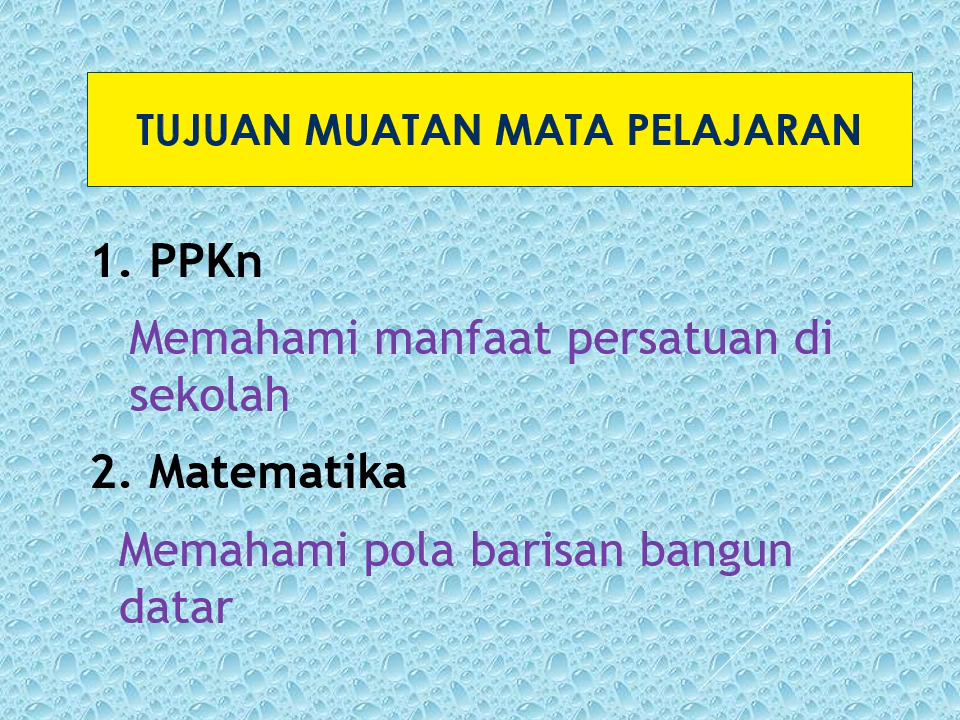 TUJUAN MUATAN MATA PELAJARAN
1. PPKn
Memahami manfaat persatuan di
sekolah
2. Matematika
Memahami pola barisan bangun
datar